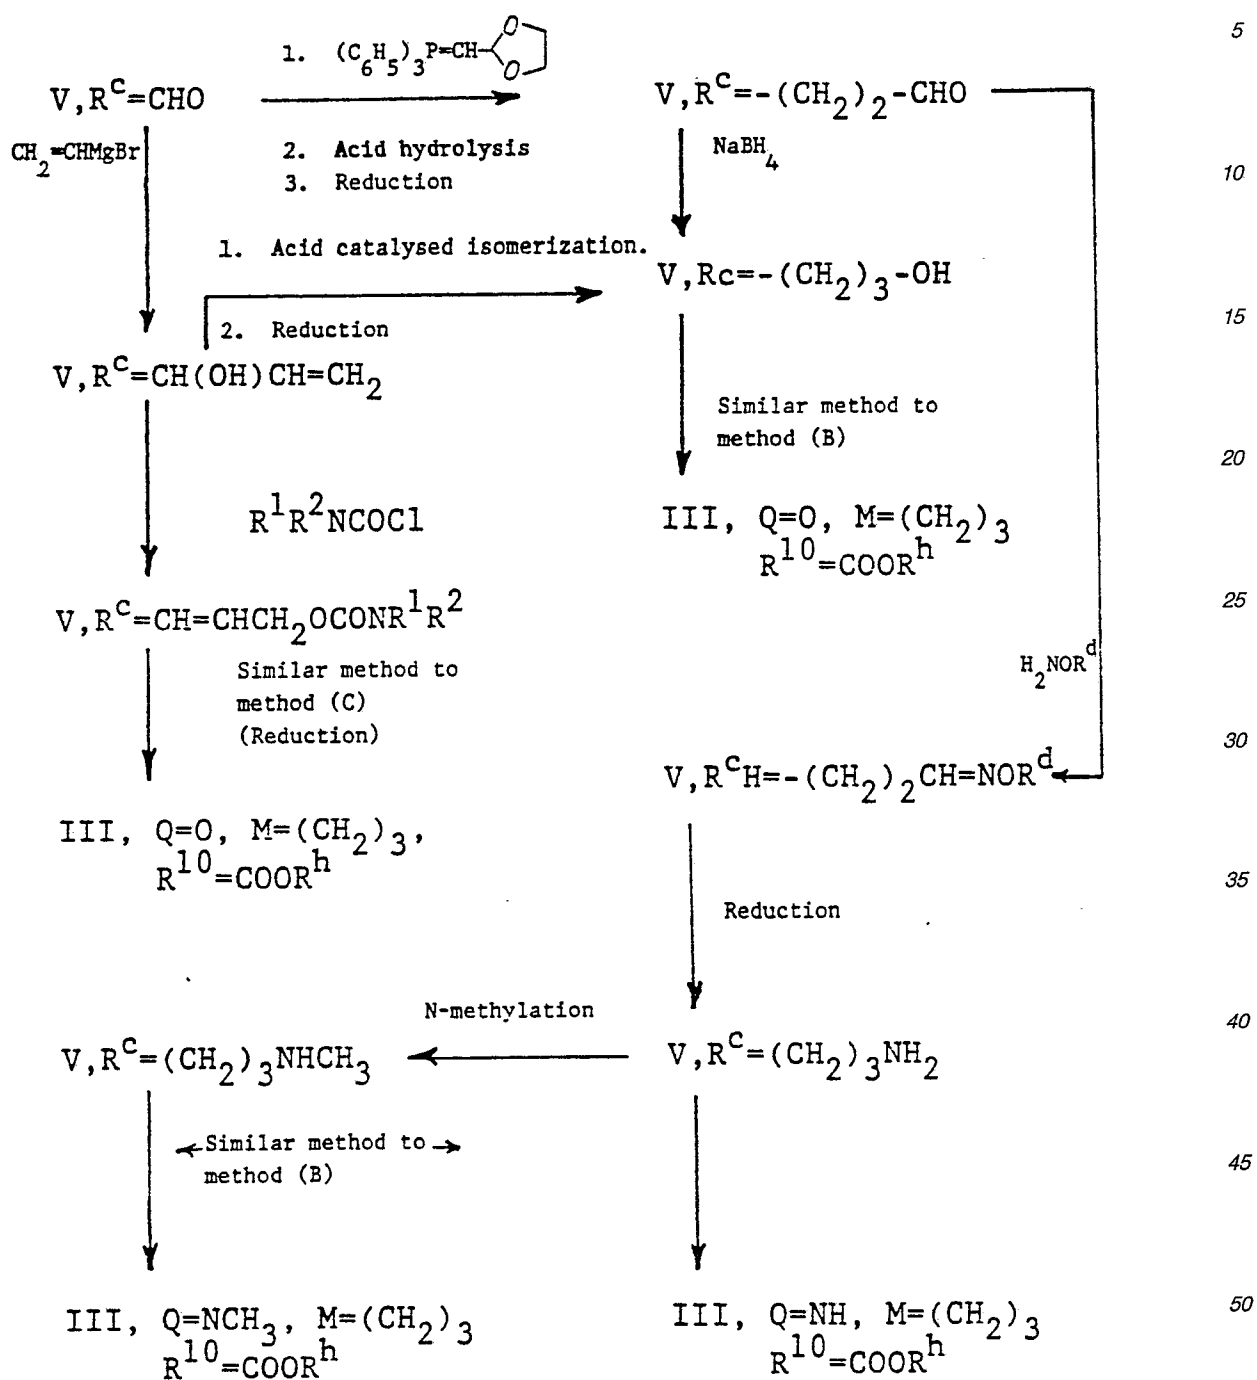 5
1. (C6H5)3P=CH
O
O
V,R^C=CHO
V,R^C=-(CH2)2-CHO
CH2=CHMgBr
2. Acid hydrolysis
NaBH4
3. Reduction
10
1. Acid catalysed isomerization.
V,Rc=-(CH2)3-OH
2. Reduction
15
V,R^C=CH(OH)CH=CH2
Similar method to
method (B)
20
R^1R^2NCOCl
III, Q=O, M=(CH2)3
R^10=COOR^h
25
V,R^C=CH=CHCH2OCONR^1R^2
Similar method to
method (C)
(Reduction)
H2NOR^d
30
V,R^CH=-(CH2)2CH=NOR^d
III, Q=O, M=(CH2)3,
R^10=COOR^h
35
Reduction
N-methylation
40
V,R^C=(CH2)3NHCH3
V,R^C=(CH2)3NH2
Similar method to
method (B)
45
III, Q=NCH3, M=(CH2)3
R^10=COOR^h
III, Q=NH, M=(CH2)3
R^10=COOR^h
50